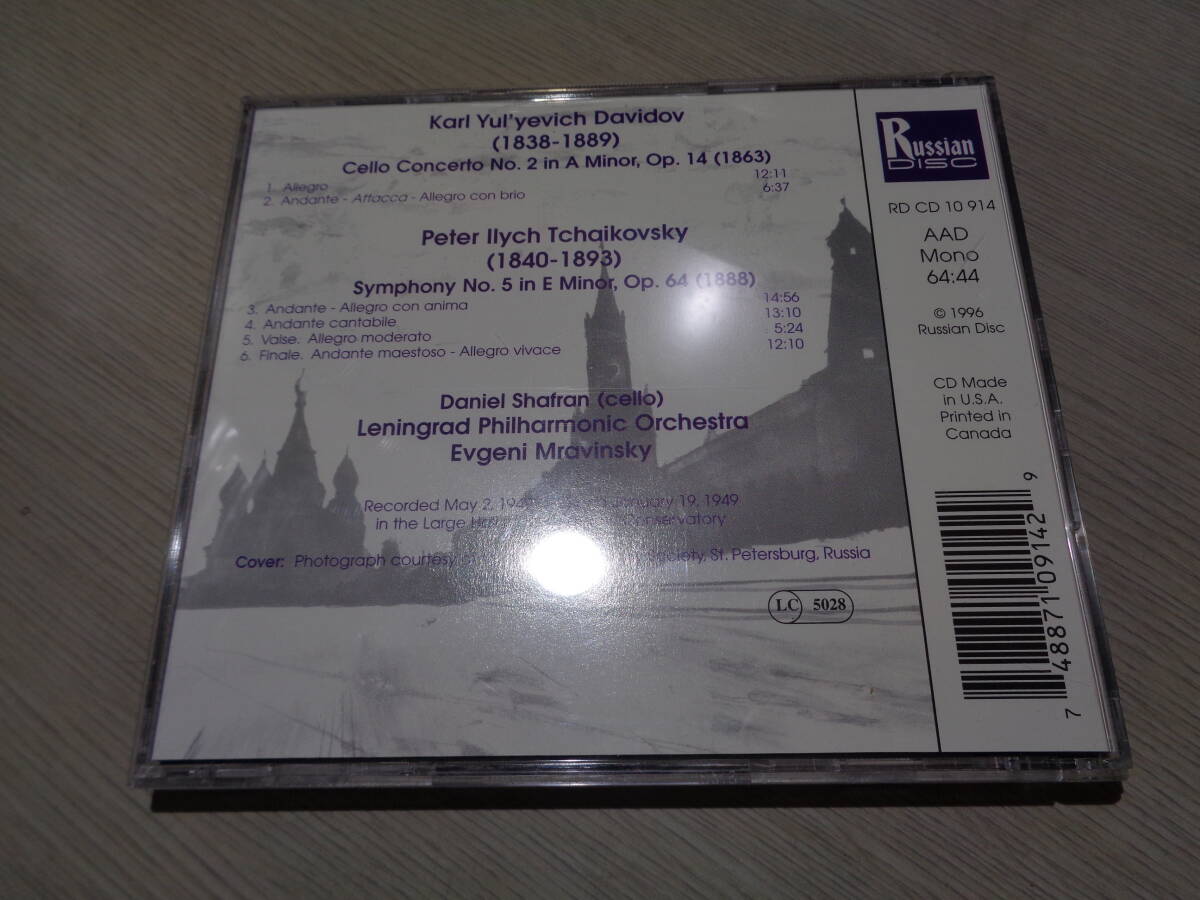 Karl Yul'yevich Davidov
(1838-1889)
Cello Concerto No. 2 in A Minor, Op. 14 (1863)
1. Allegro 12:11
2. Andante - Attacca - Allegro con brio 6:37
Peter Ilych Tchaikovsky
(1840-1893)
Symphony No. 5 in E Minor, Op. 64 (1888)
3. Andante - Allegro con anima 14:56
4. Andante cantabile 13:10
5. Valse. Allegro moderato 5:24
6. Finale. Andante maestoso - Allegro vivace 12:10
Daniel Shafran (cello)
Leningrad Philharmonic Orchestra
Evgeni Mravinsky
Recorded May 2, January 19, 1949
in the Large Conservatory
Cover: Photograph courtesy Society, St. Petersburg, Russia
LC 5028
Russian
DISC
RD CD 10 914
AAD
Mono
64:44
© 1996
Russian Disc
CD Made
in U.S.A.
Printed in
Canada
7 48871 09142 9